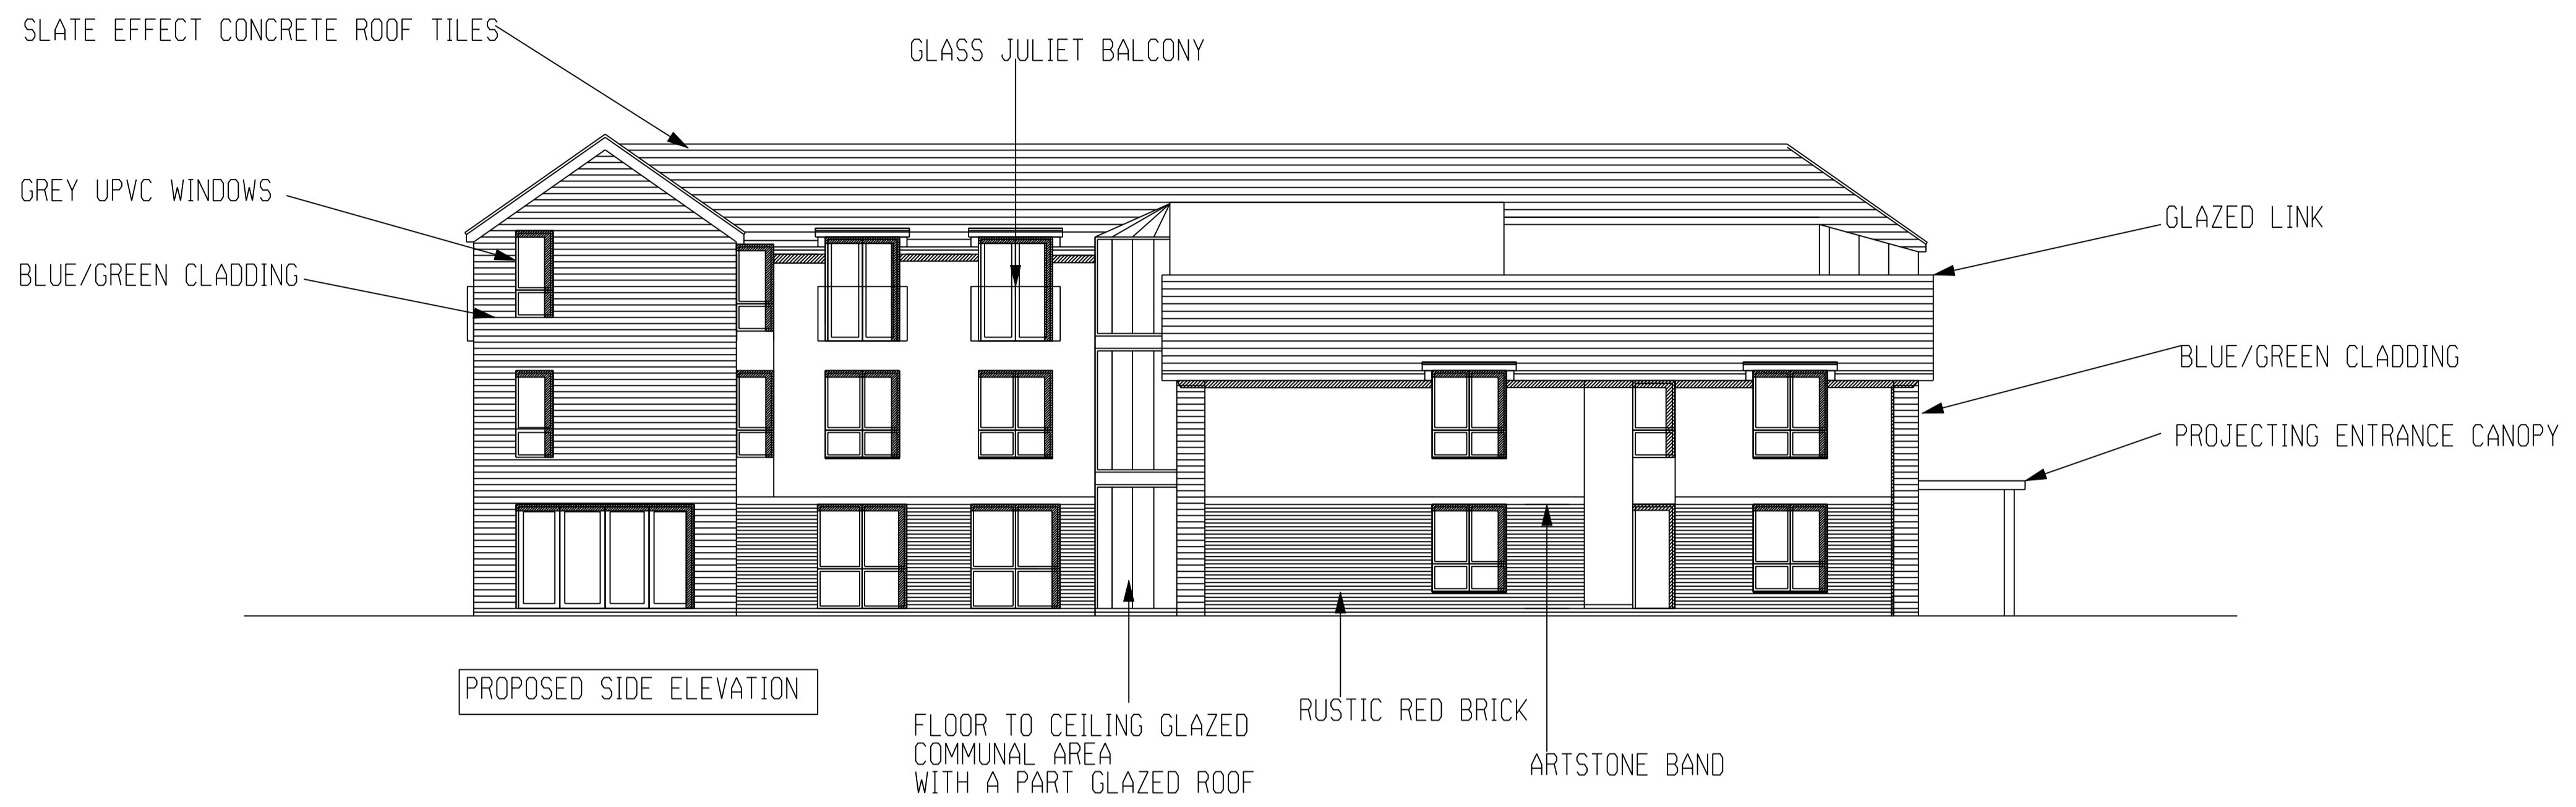 SLATE EFFECT CONCRETE ROOF TILES
GLASS JULIET BALCONY
GREY UPVC WINDOWS
GLAZED LINK
BLUE/GREEN CLADDING
BLUE/GREEN CLADDING
PROJECTING ENTRANCE CANOPY
PROPOSED SIDE ELEVATION
FLOOR TO CEILING GLAZED
COMMUNAL AREA
WITH A PART GLAZED ROOF
RUSTIC RED BRICK
ARTSTONE BAND